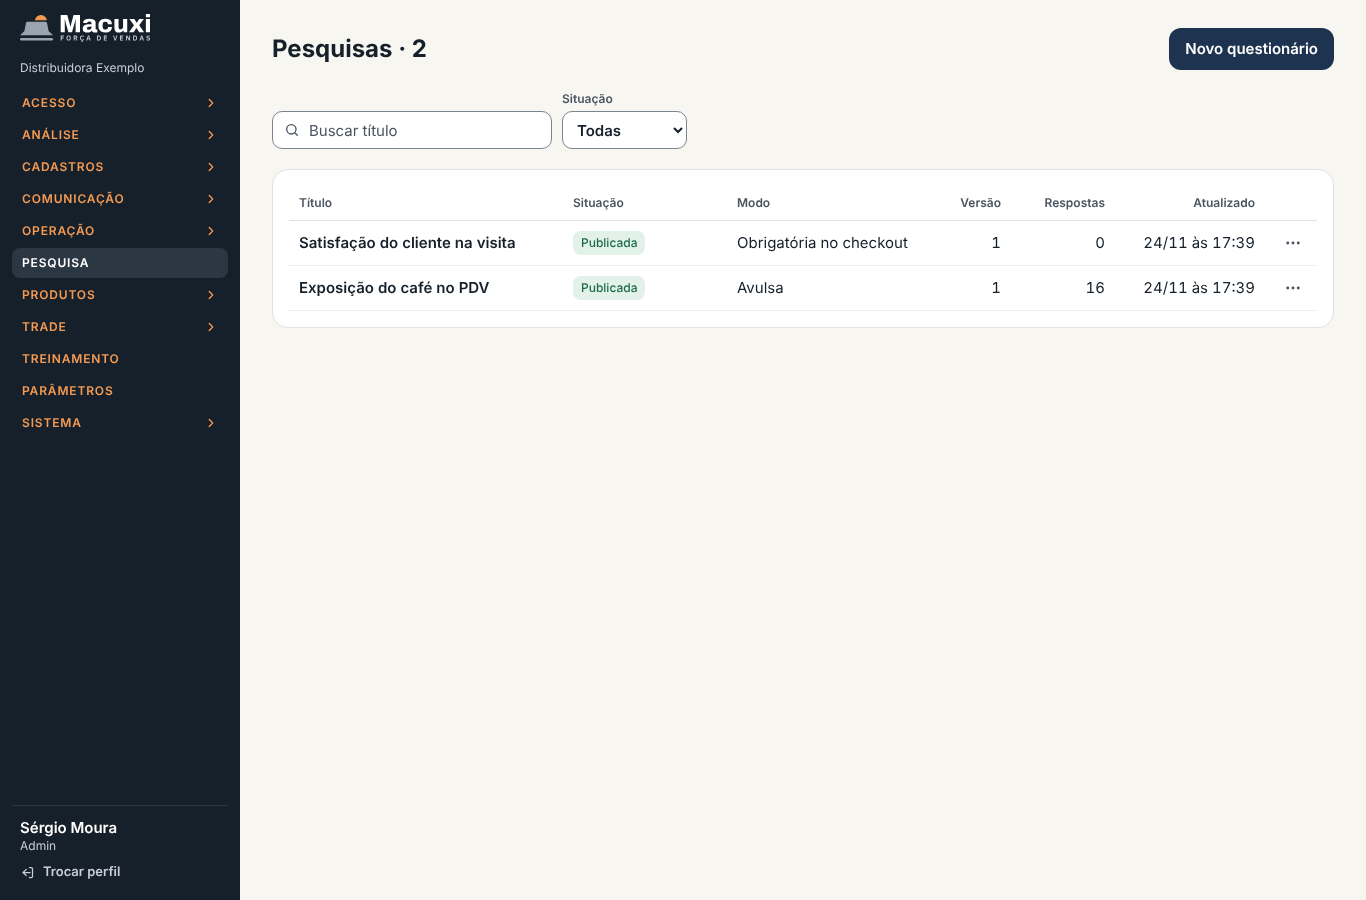 Macuxi
FORÇA DE VENDAS
Distribuidora Exemplo
ACESSO
ANÁLISE
CADASTROS
COMUNICAÇÃO
OPERAÇÃO
PESQUISA
PRODUTOS
TRADE
TREINAMENTO
PARÂMETROS
SISTEMA
Sérgio Moura
Admin
Trocar perfil
Pesquisas · 2
Novo questionário
Situação
Buscar título
Todas
Título Situação Modo Versão Respostas Atualizado
Satisfação do cliente na visita Publicada Obrigatória no checkout 1 0 24/11 às 17:39
Exposição do café no PDV Publicada Avulsa 1 16 24/11 às 17:39